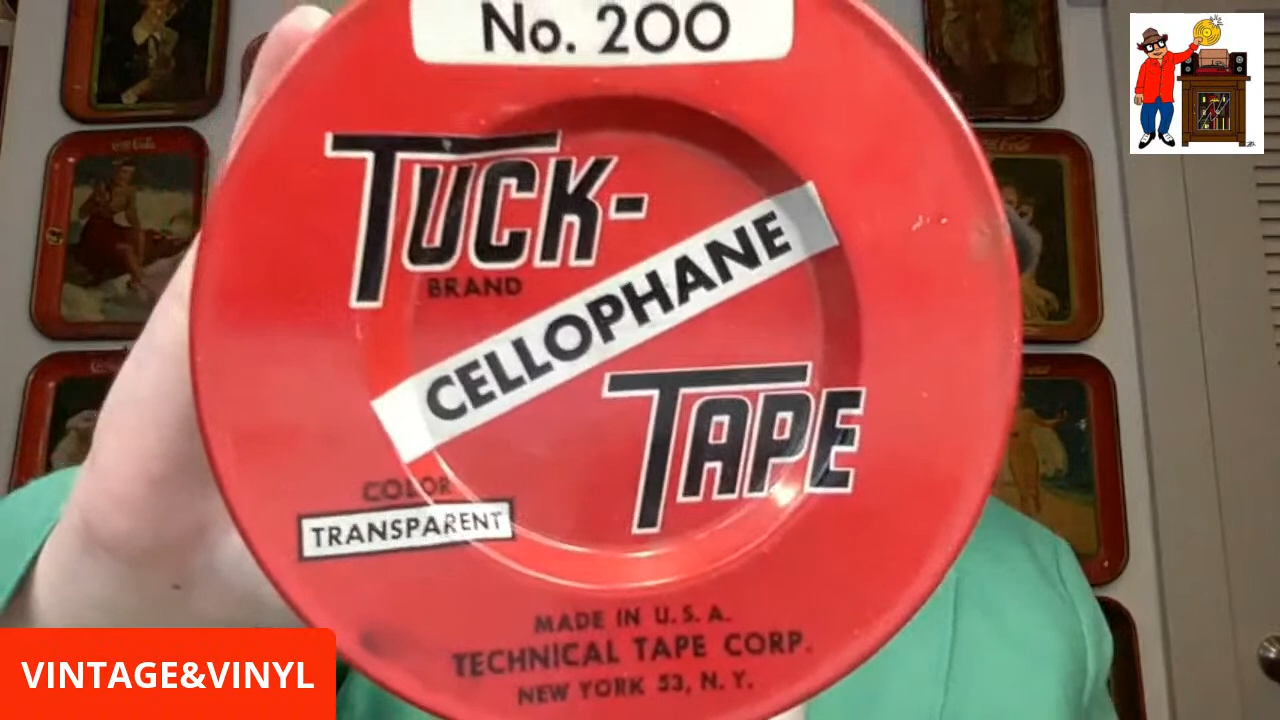 No. 200
TUCK-
BRAND
CELLOPHANE
TAPE
COLOR
TRANSPARENT
MADE IN U.S.A.
TECHNICAL TAPE CORP.
NEW YORK 53, N.Y.
VINTAGE&VINYL